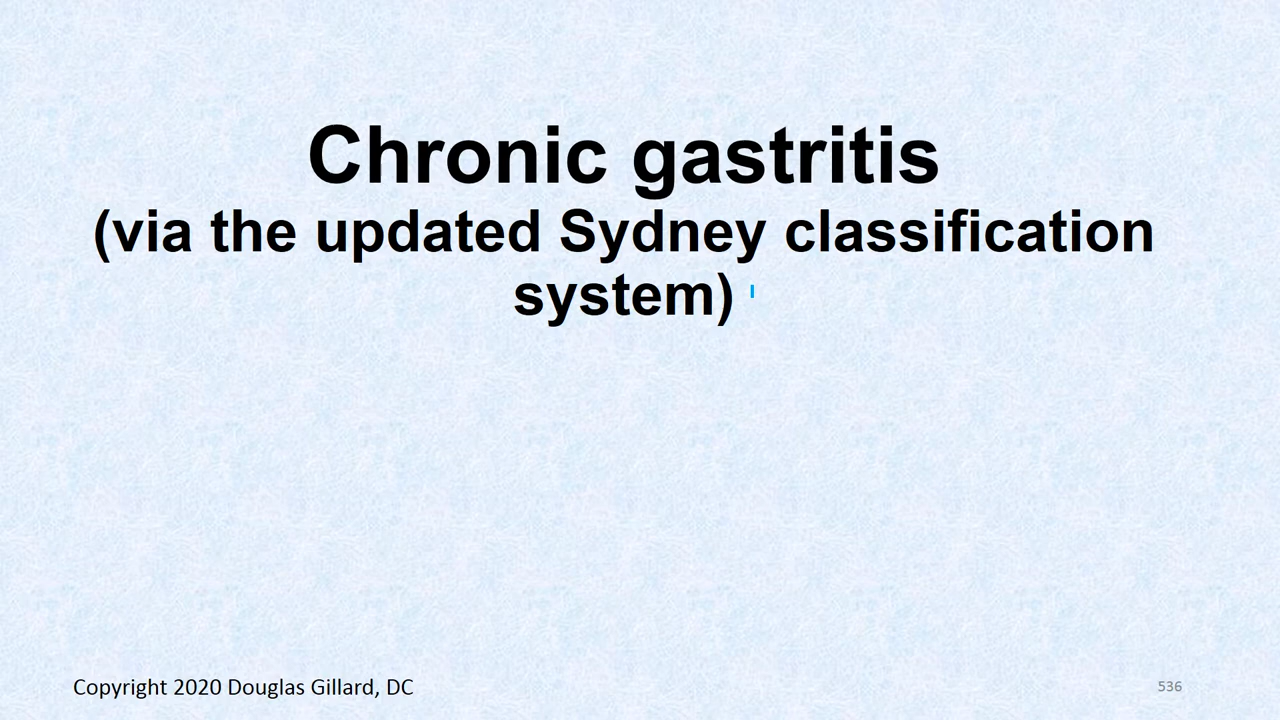 Chronic gastritis
(via the updated Sydney classification
system)
Copyright 2020 Douglas Gillard, DC
536